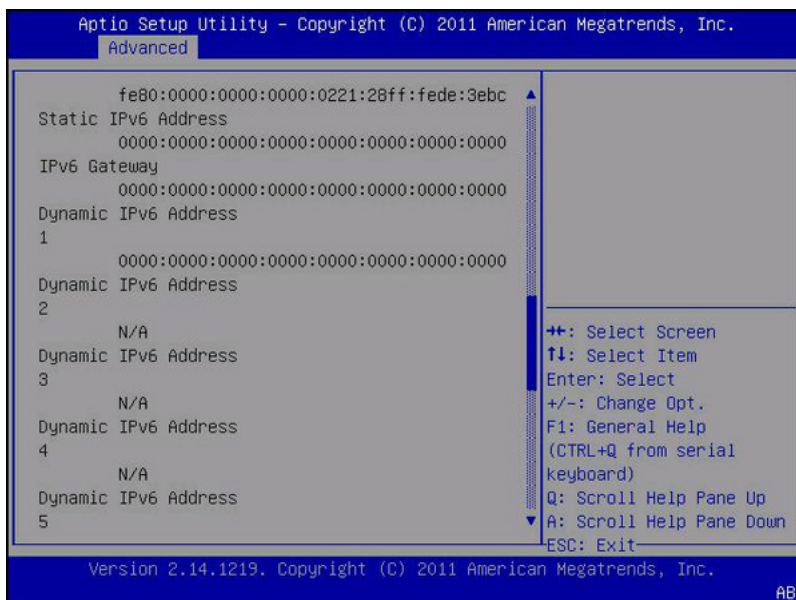 Aptio Setup Utility – Copyright (C) 2011 American Megatrends, Inc.
Advanced
fe80:0000:0000:0000:0221:28ff:fede:3ebc
Static IPv6 Address
0000:0000:0000:0000:0000:0000:0000:0000
IPv6 Gateway
0000:0000:0000:0000:0000:0000:0000:0000
Dynamic IPv6 Address
1
0000:0000:0000:0000:0000:0000:0000:0000
Dynamic IPv6 Address
2
N/A
Dynamic IPv6 Address
3
N/A
Dynamic IPv6 Address
4
N/A
Dynamic IPv6 Address
5
→←: Select Screen
↑↓: Select Item
Enter: Select
+/-: Change Opt.
F1: General Help
(CTRL+Q from serial
keyboard)
Q: Scroll Help Pane Up
A: Scroll Help Pane Down
ESC: Exit
Version 2.14.1219. Copyright (C) 2011 American Megatrends, Inc.
AB